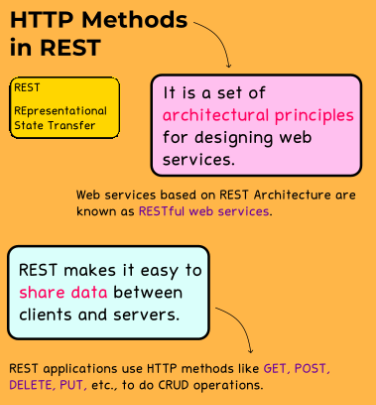 HTTP Methods
in REST
REST
REpresentational
State Transfer
It is a set of
architectural principles
for designing web
services.
Web services based on REST Architecture are
known as RESTful web services.
REST makes it easy to
share data between
clients and servers.
REST applications use HTTP methods like GET, POST,
DELETE, PUT, etc., to do CRUD operations.